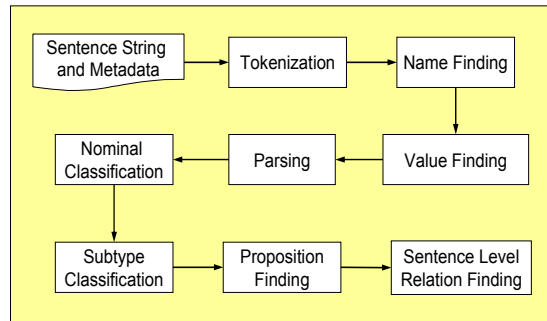 Sentence String
and Metadata
Tokenization
Name Finding
Value Finding
Parsing
Nominal
Classification
Subtype
Classification
Proposition
Finding
Sentence Level
Relation Finding